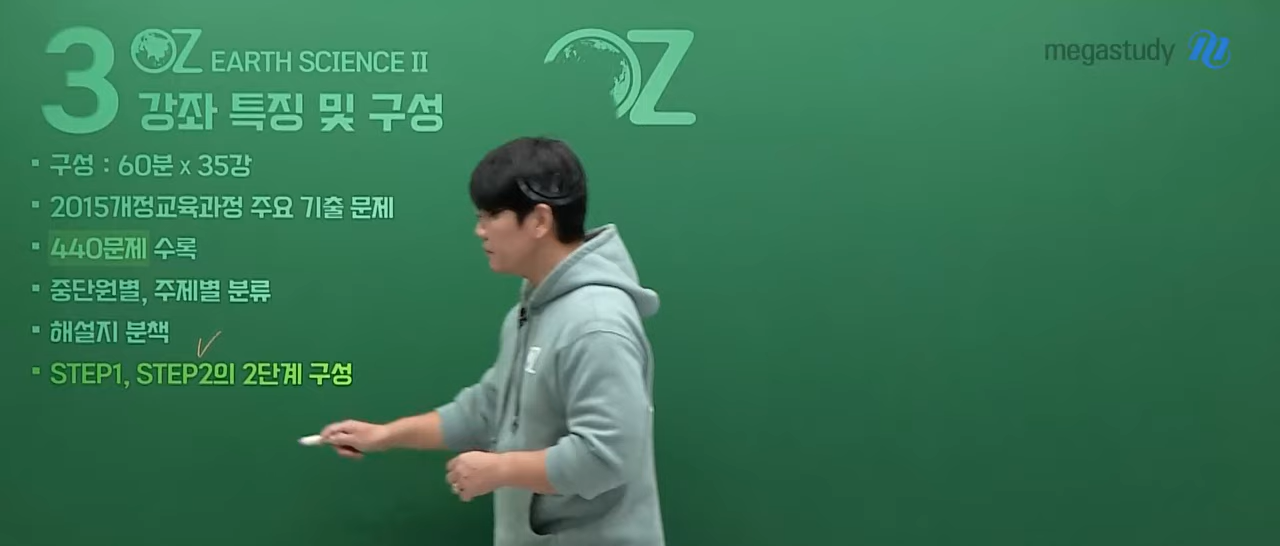 3
OZ EARTH SCIENCE II
강좌 특징 및 구성
OZ
megastudy
▪ 구성 : 60분 x 35강
▪ 2015개정교육과정 주요 기출 문제
▪ 440문제 수록
▪ 중단원별, 주제별 분류
▪ 해설지 분책
▪ STEP1, STEP2의 2단계 구성
OZ